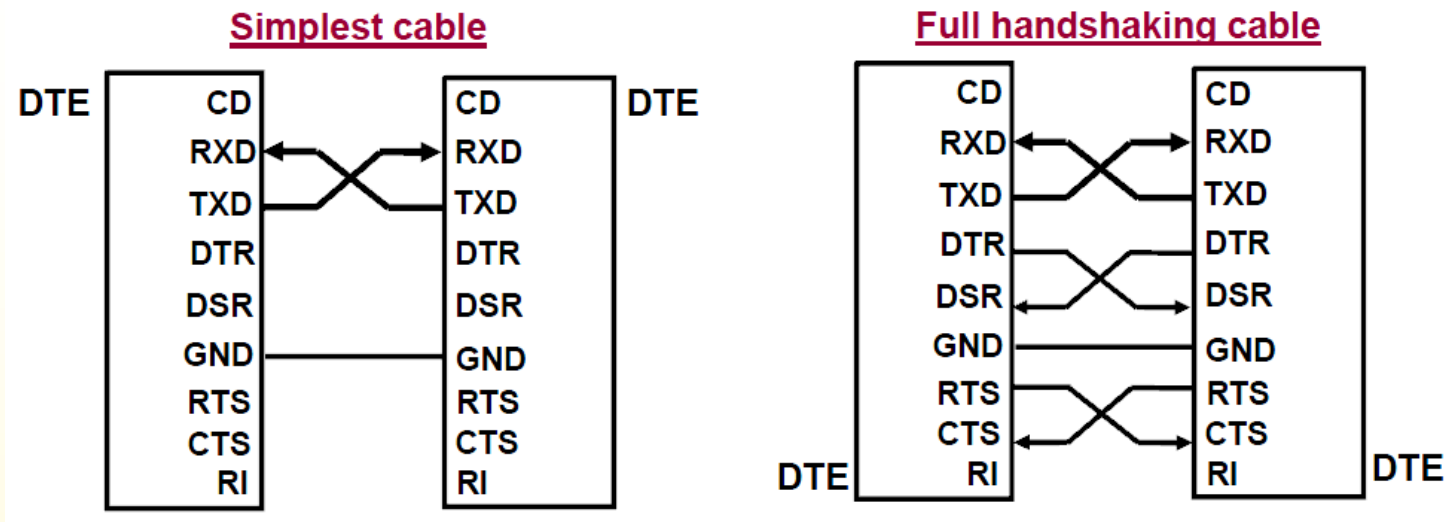 Simplest cable
DTE
CD
RXD
TXD
DTR
DSR
GND
RTS
CTS
RI
CD
RXD
TXD
DTR
DSR
GND
RTS
CTS
RI
DTE
Full handshaking cable
CD
RXD
TXD
DTR
DSR
GND
RTS
CTS
RI
DTE
CD
RXD
TXD
DTR
DSR
GND
RTS
CTS
RI
DTE